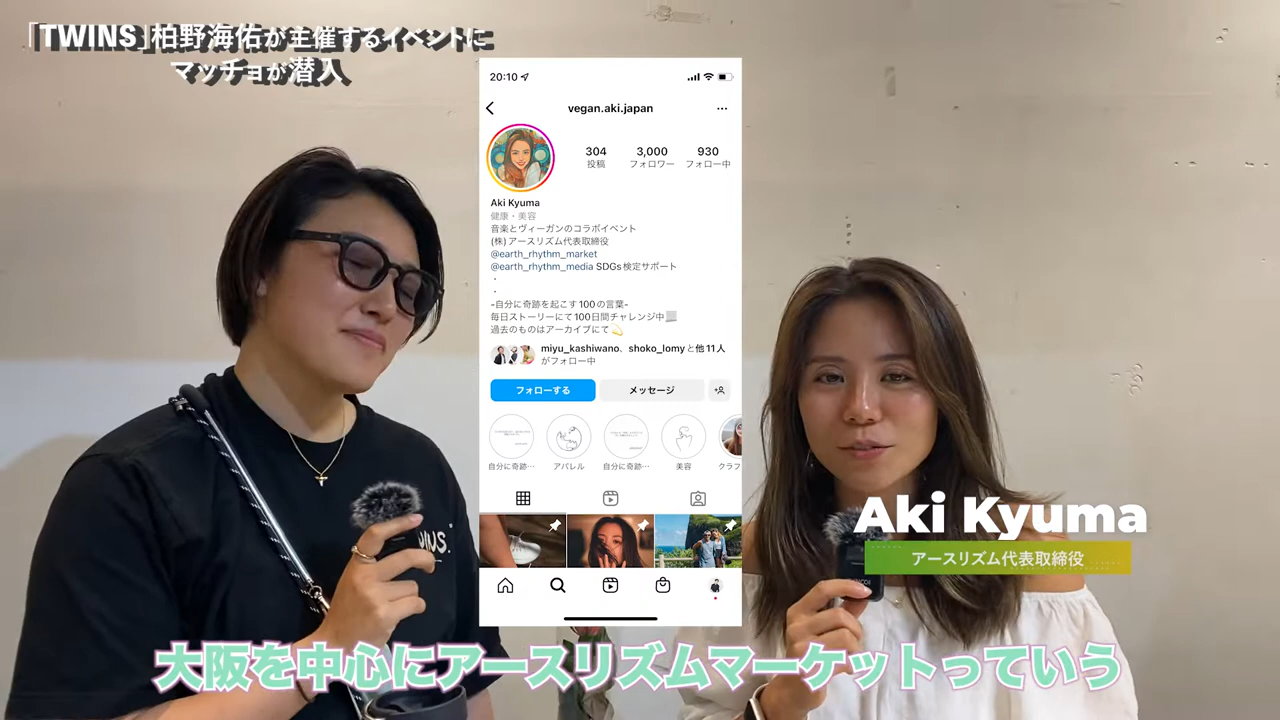 「TWINS」柏野海佑が主催するイベントに
マッチョが潜入
20:10
vegan.aki.japan
304
3,000
930
投稿
フォロワー
フォロー中
Aki Kyuma
健康・美容
音楽とヴィーガンのコラボイベント
(株)アースリズム代表取締役
@earth_rhythm_market
@earth_rhythm_media SDGs検定サポート
.
.
-自分に奇跡を起こす100の言葉-
毎日ストーリーにて100日間チャレンジ中
過去のものはアーカイブにて
miyu_kashiwano、shoko_lomyと他11人
がフォロー中
フォローする
メッセージ
自分に奇跡…
アパレル
自分に奇跡…
美容
クラフ
WINS.
Aki Kyuma
アースリズム代表取締役
大阪を中心にアースリズムマーケットっていう